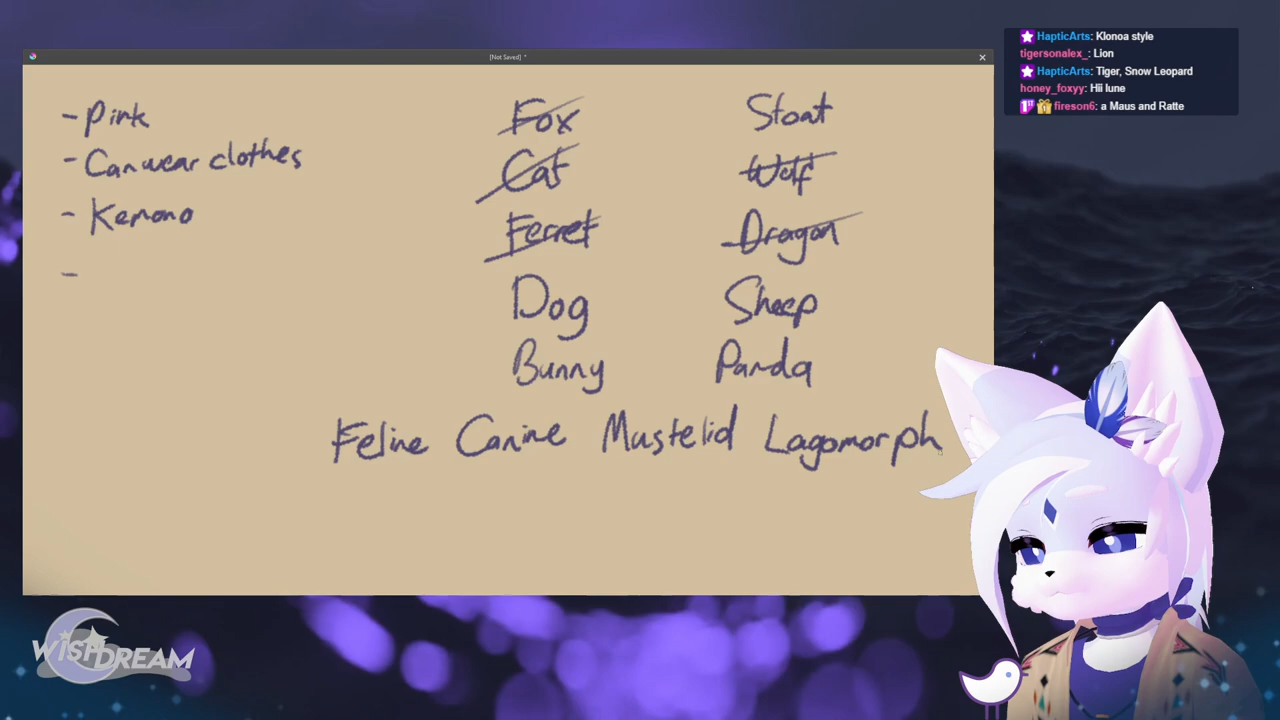 [Not Saved] *
- Pink
- Can wear clothes
- Kemono
-
Fox
Cat
Ferret
Dog
Bunny
Stoat
Wolf
Dragon
Sheep
Panda
Feline Canine Mustelid Lagomorph
HapticArts: Klonoa style
tigersonalex_: Lion
HapticArts: Tiger, Snow Leopard
honey_foxyy: Hii lune
fireson6: a Maus and Ratte
WISHDREAM